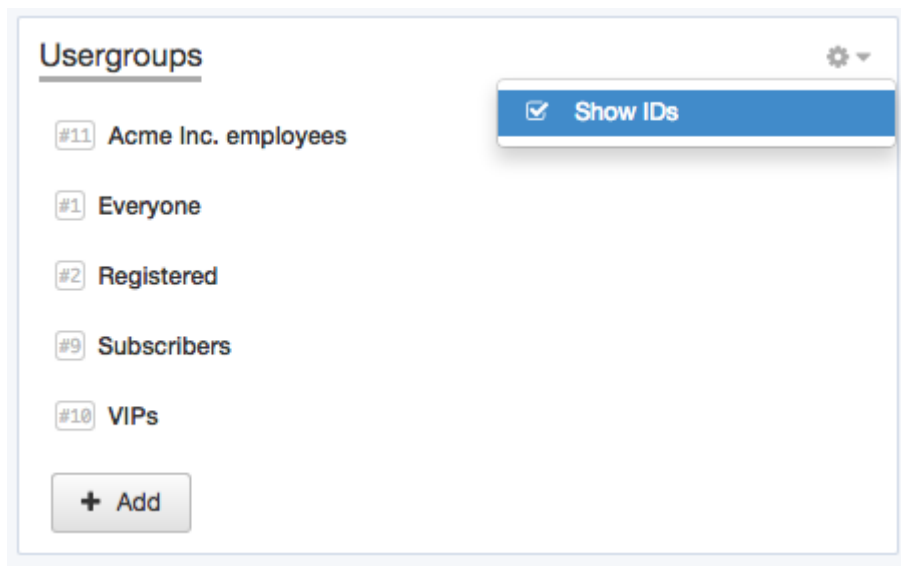 Usergroups
Show IDs
#11 Acme Inc. employees
#1 Everyone
#2 Registered
#9 Subscribers
#10 VIPs
+ Add